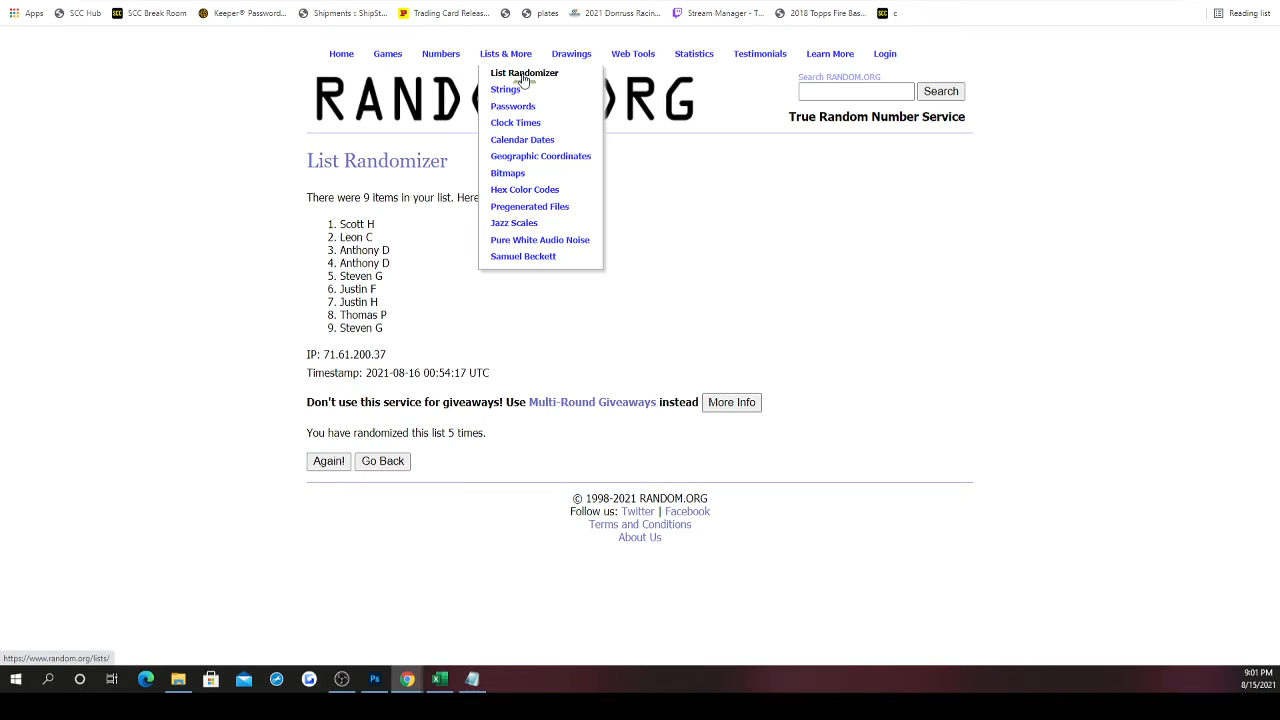 Apps SCC Hub SCC Break Room Keeper® Password... Shipments :: ShipSt... Trading Card Releas... plates 2021 Donruss Racin... Stream Manager - T... 2018 Topps Fire Bas... c Reading list
Home Games Numbers Lists & More Drawings Web Tools Statistics Testimonials Learn More Login
List Randomizer
Strings
Passwords
Clock Times
Calendar Dates
Geographic Coordinates
Bitmaps
Hex Color Codes
Pregenerated Files
Jazz Scales
Pure White Audio Noise
Samuel Beckett
Search RANDOM.ORG
Search
True Random Number Service
List Randomizer
There were 9 items in your list. Here
1. Scott H
2. Leon C
3. Anthony D
4. Anthony D
5. Steven G
6. Justin F
7. Justin H
8. Thomas P
9. Steven G
IP: 71.61.200.37
Timestamp: 2021-08-16 00:54:17 UTC
Don't use this service for giveaways! Use Multi-Round Giveaways instead More Info
You have randomized this list 5 times.
Again! Go Back
© 1998-2021 RANDOM.ORG
Follow us: Twitter | Facebook
Terms and Conditions
About Us
https://www.random.org/lists/
9:01 PM
8/15/2021